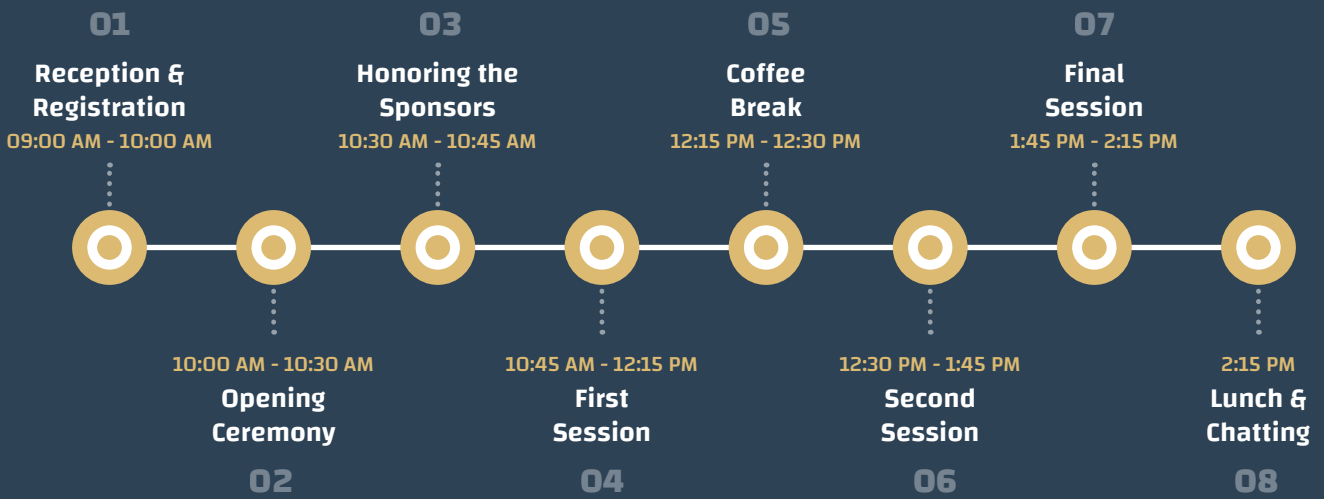 01
Reception &
Registration
09:00 AM - 10:00 AM
10:00 AM - 10:30 AM
Opening
Ceremony
02
03
Honoring the
Sponsors
10:30 AM - 10:45 AM
10:45 AM - 12:15 PM
First
Session
04
05
Coffee
Break
12:15 PM - 12:30 PM
12:30 PM - 1:45 PM
Second
Session
06
07
Final
Session
1:45 PM - 2:15 PM
2:15 PM
Lunch &
Chatting
08